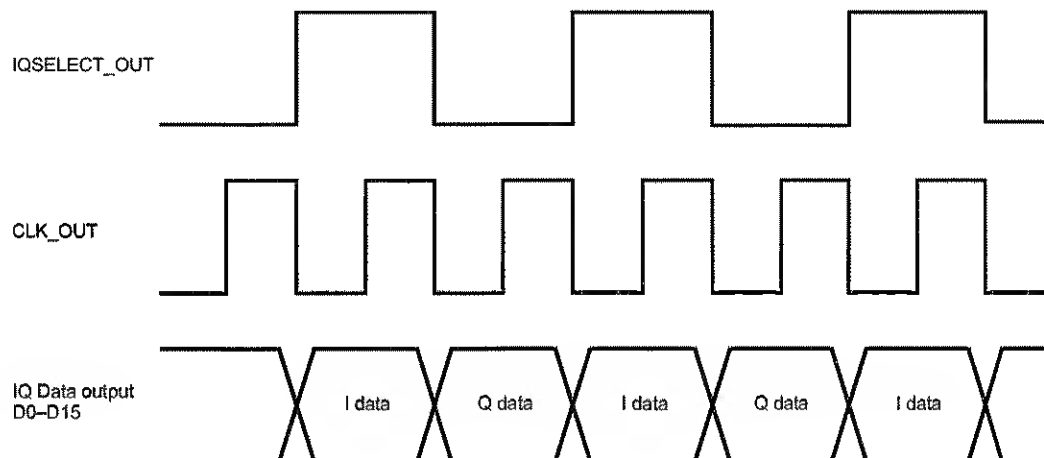 IQSELECT_OUT
CLK_OUT
IQ Data output
D0–D15
I data
Q data
I data
Q data
I data